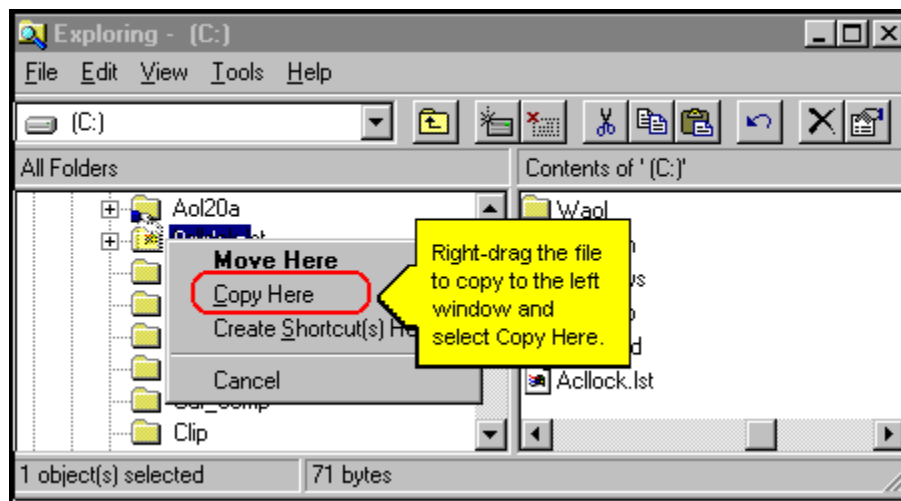 Exploring - (C:)
File Edit View Tools Help
(C:)
All Folders
Contents of ' (C:)'
Aol20a
Waol
Move Here
Copy Here
Create Shortcut(s)
Cancel
Right-drag the file
to copy to the left
window and
select Copy Here.
Acllock.lst
Clip
1 object(s) selected
71 bytes